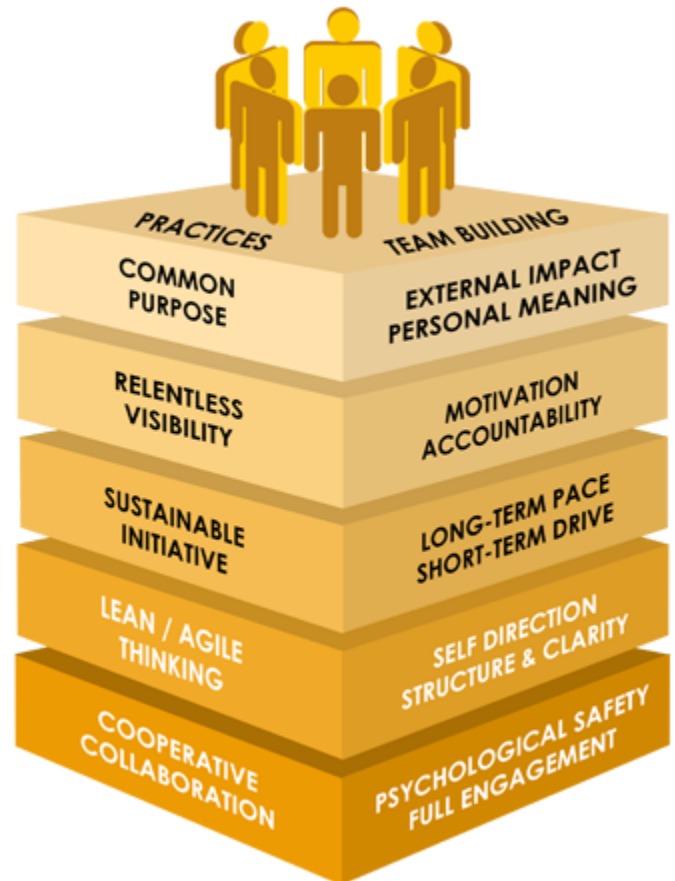 PRACTICES
TEAM BUILDING
COMMON
PURPOSE
EXTERNAL IMPACT
PERSONAL MEANING
RELENTLESS
VISIBILITY
MOTIVATION
ACCOUNTABILITY
SUSTAINABLE
INITIATIVE
LONG-TERM PACE
SHORT-TERM DRIVE
LEAN / AGILE
THINKING
SELF DIRECTION
STRUCTURE & CLARITY
COOPERATIVE
COLLABORATION
PSYCHOLOGICAL SAFETY
FULL ENGAGEMENT